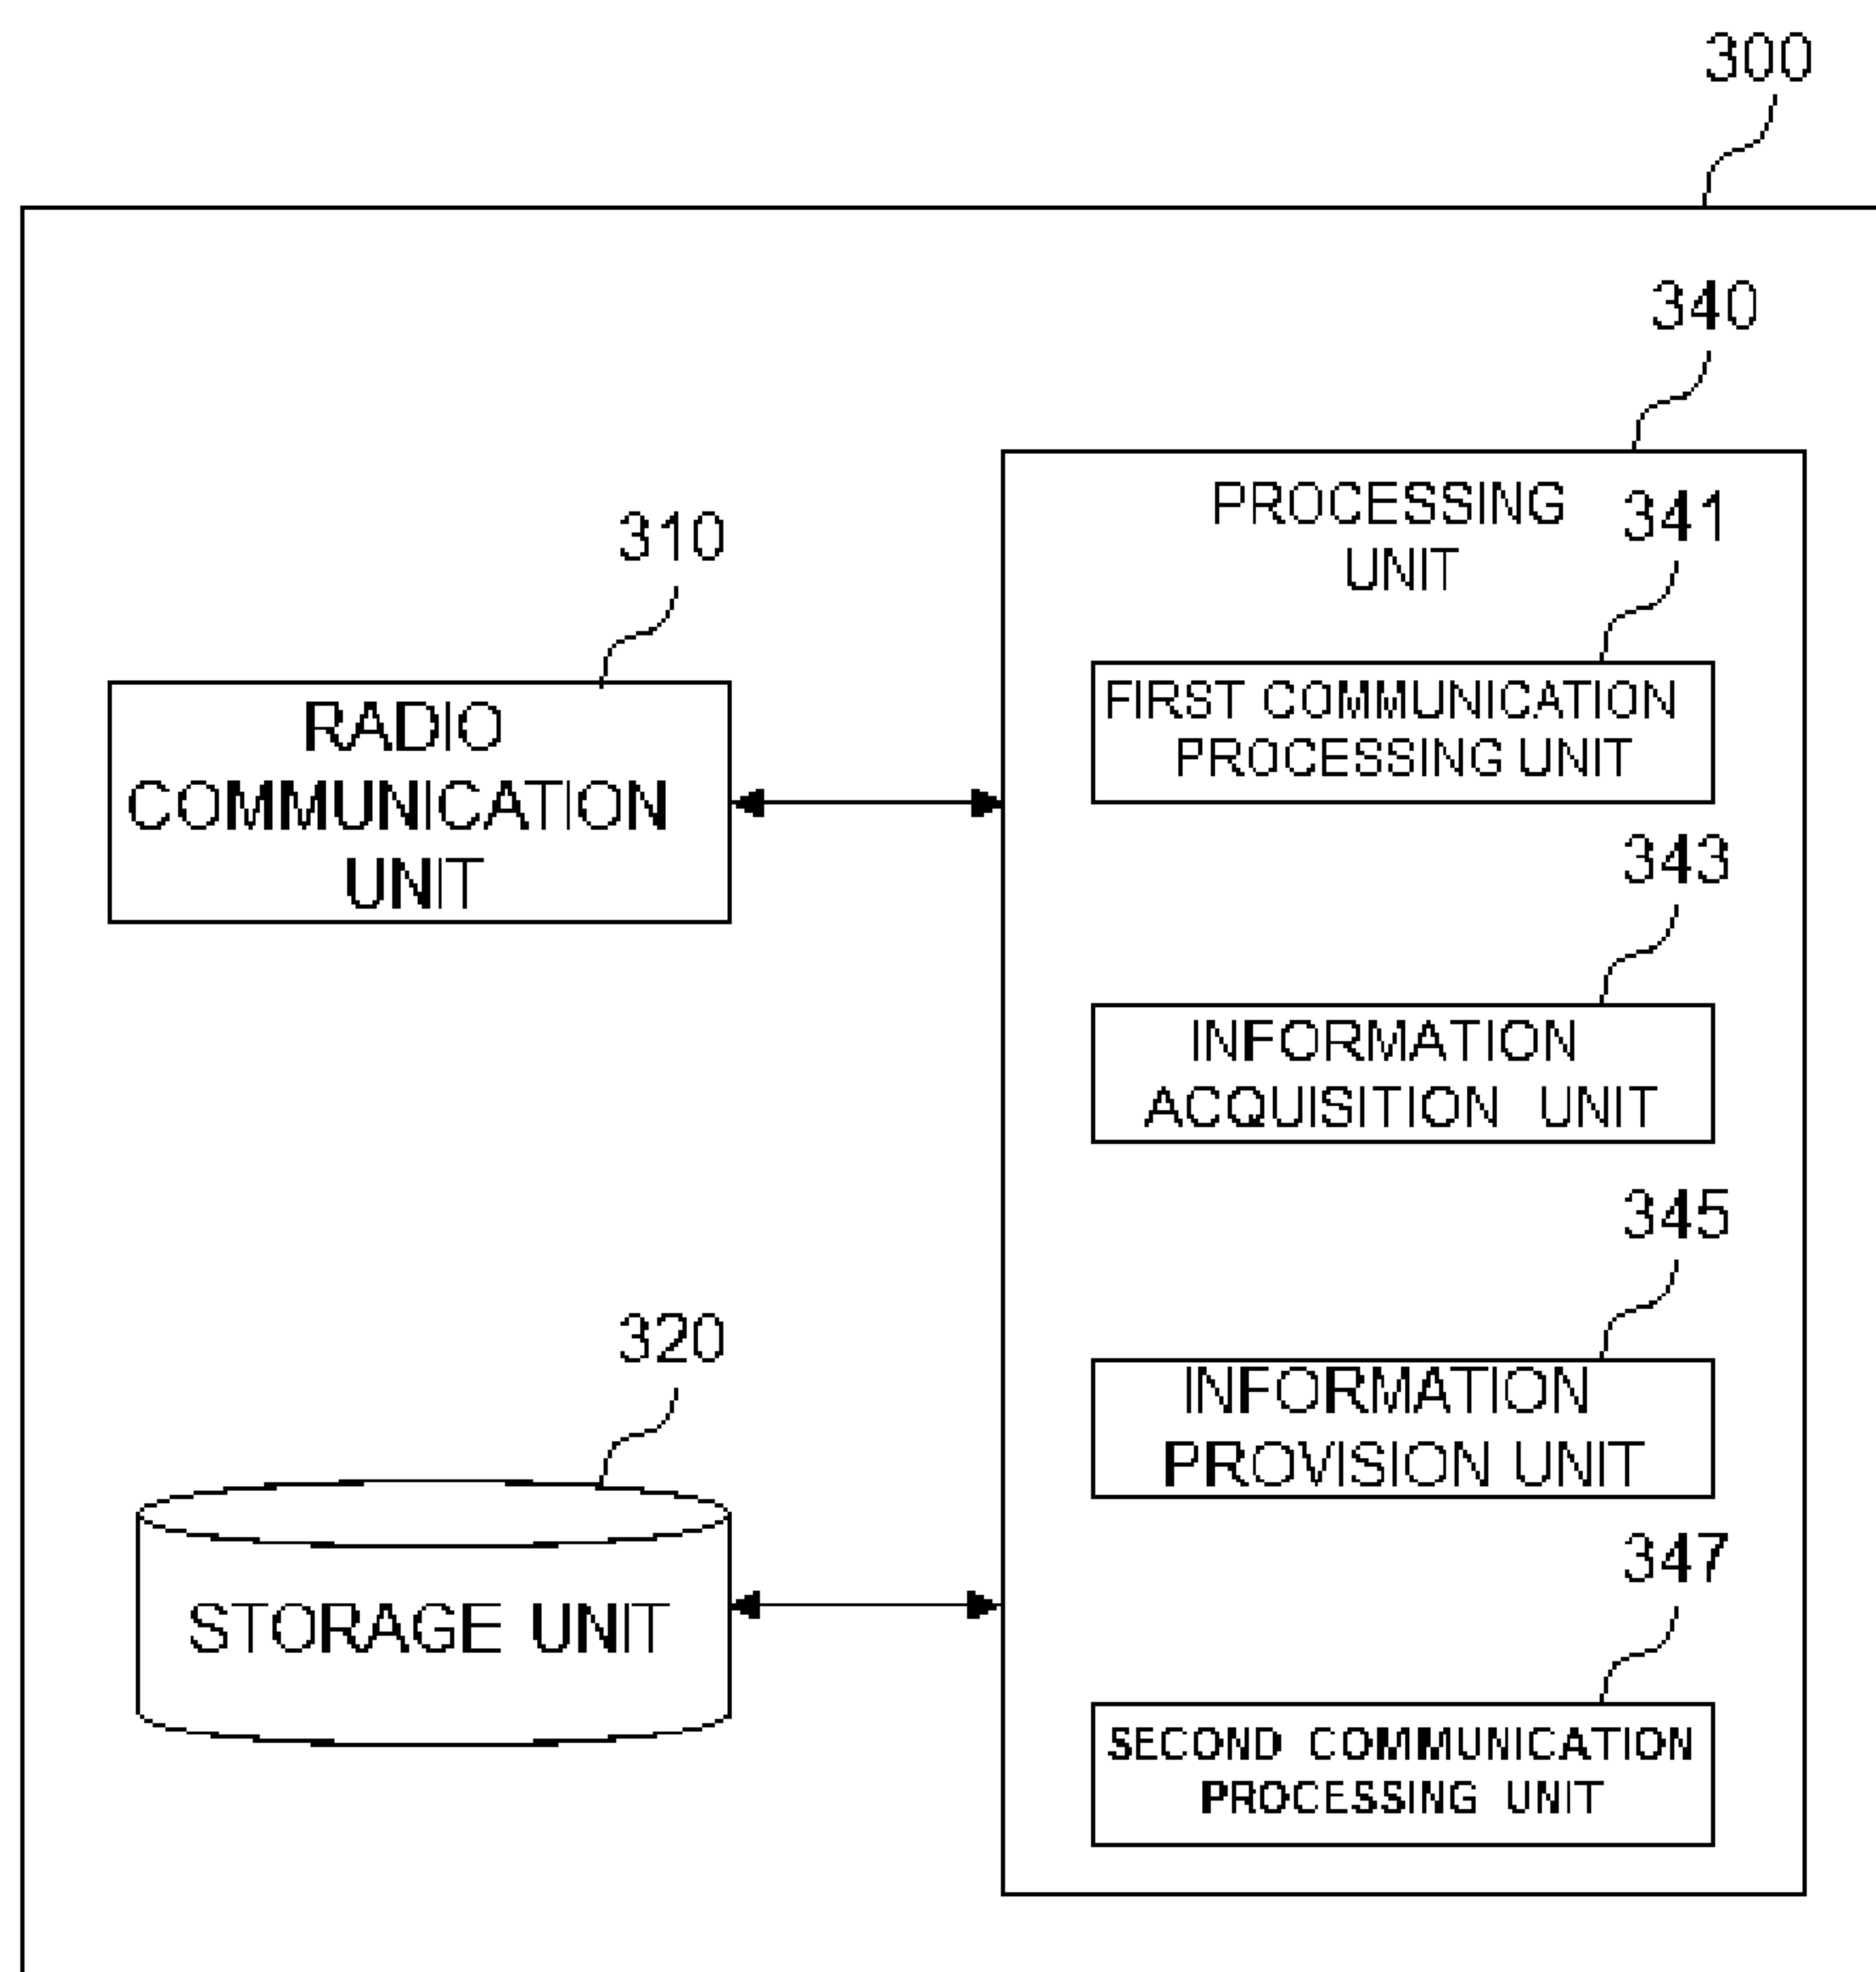 300
340
PROCESSING
UNIT
341
310
RADIO
COMMUNICATION
UNIT
FIRST COMMUNICATION
PROCESSING UNIT
343
INFORMATION
ACQUISITION UNIT
345
INFORMATION
PROVISION UNIT
320
STORAGE UNIT
347
SECOND COMMUNICATION
PROCESSING UNIT